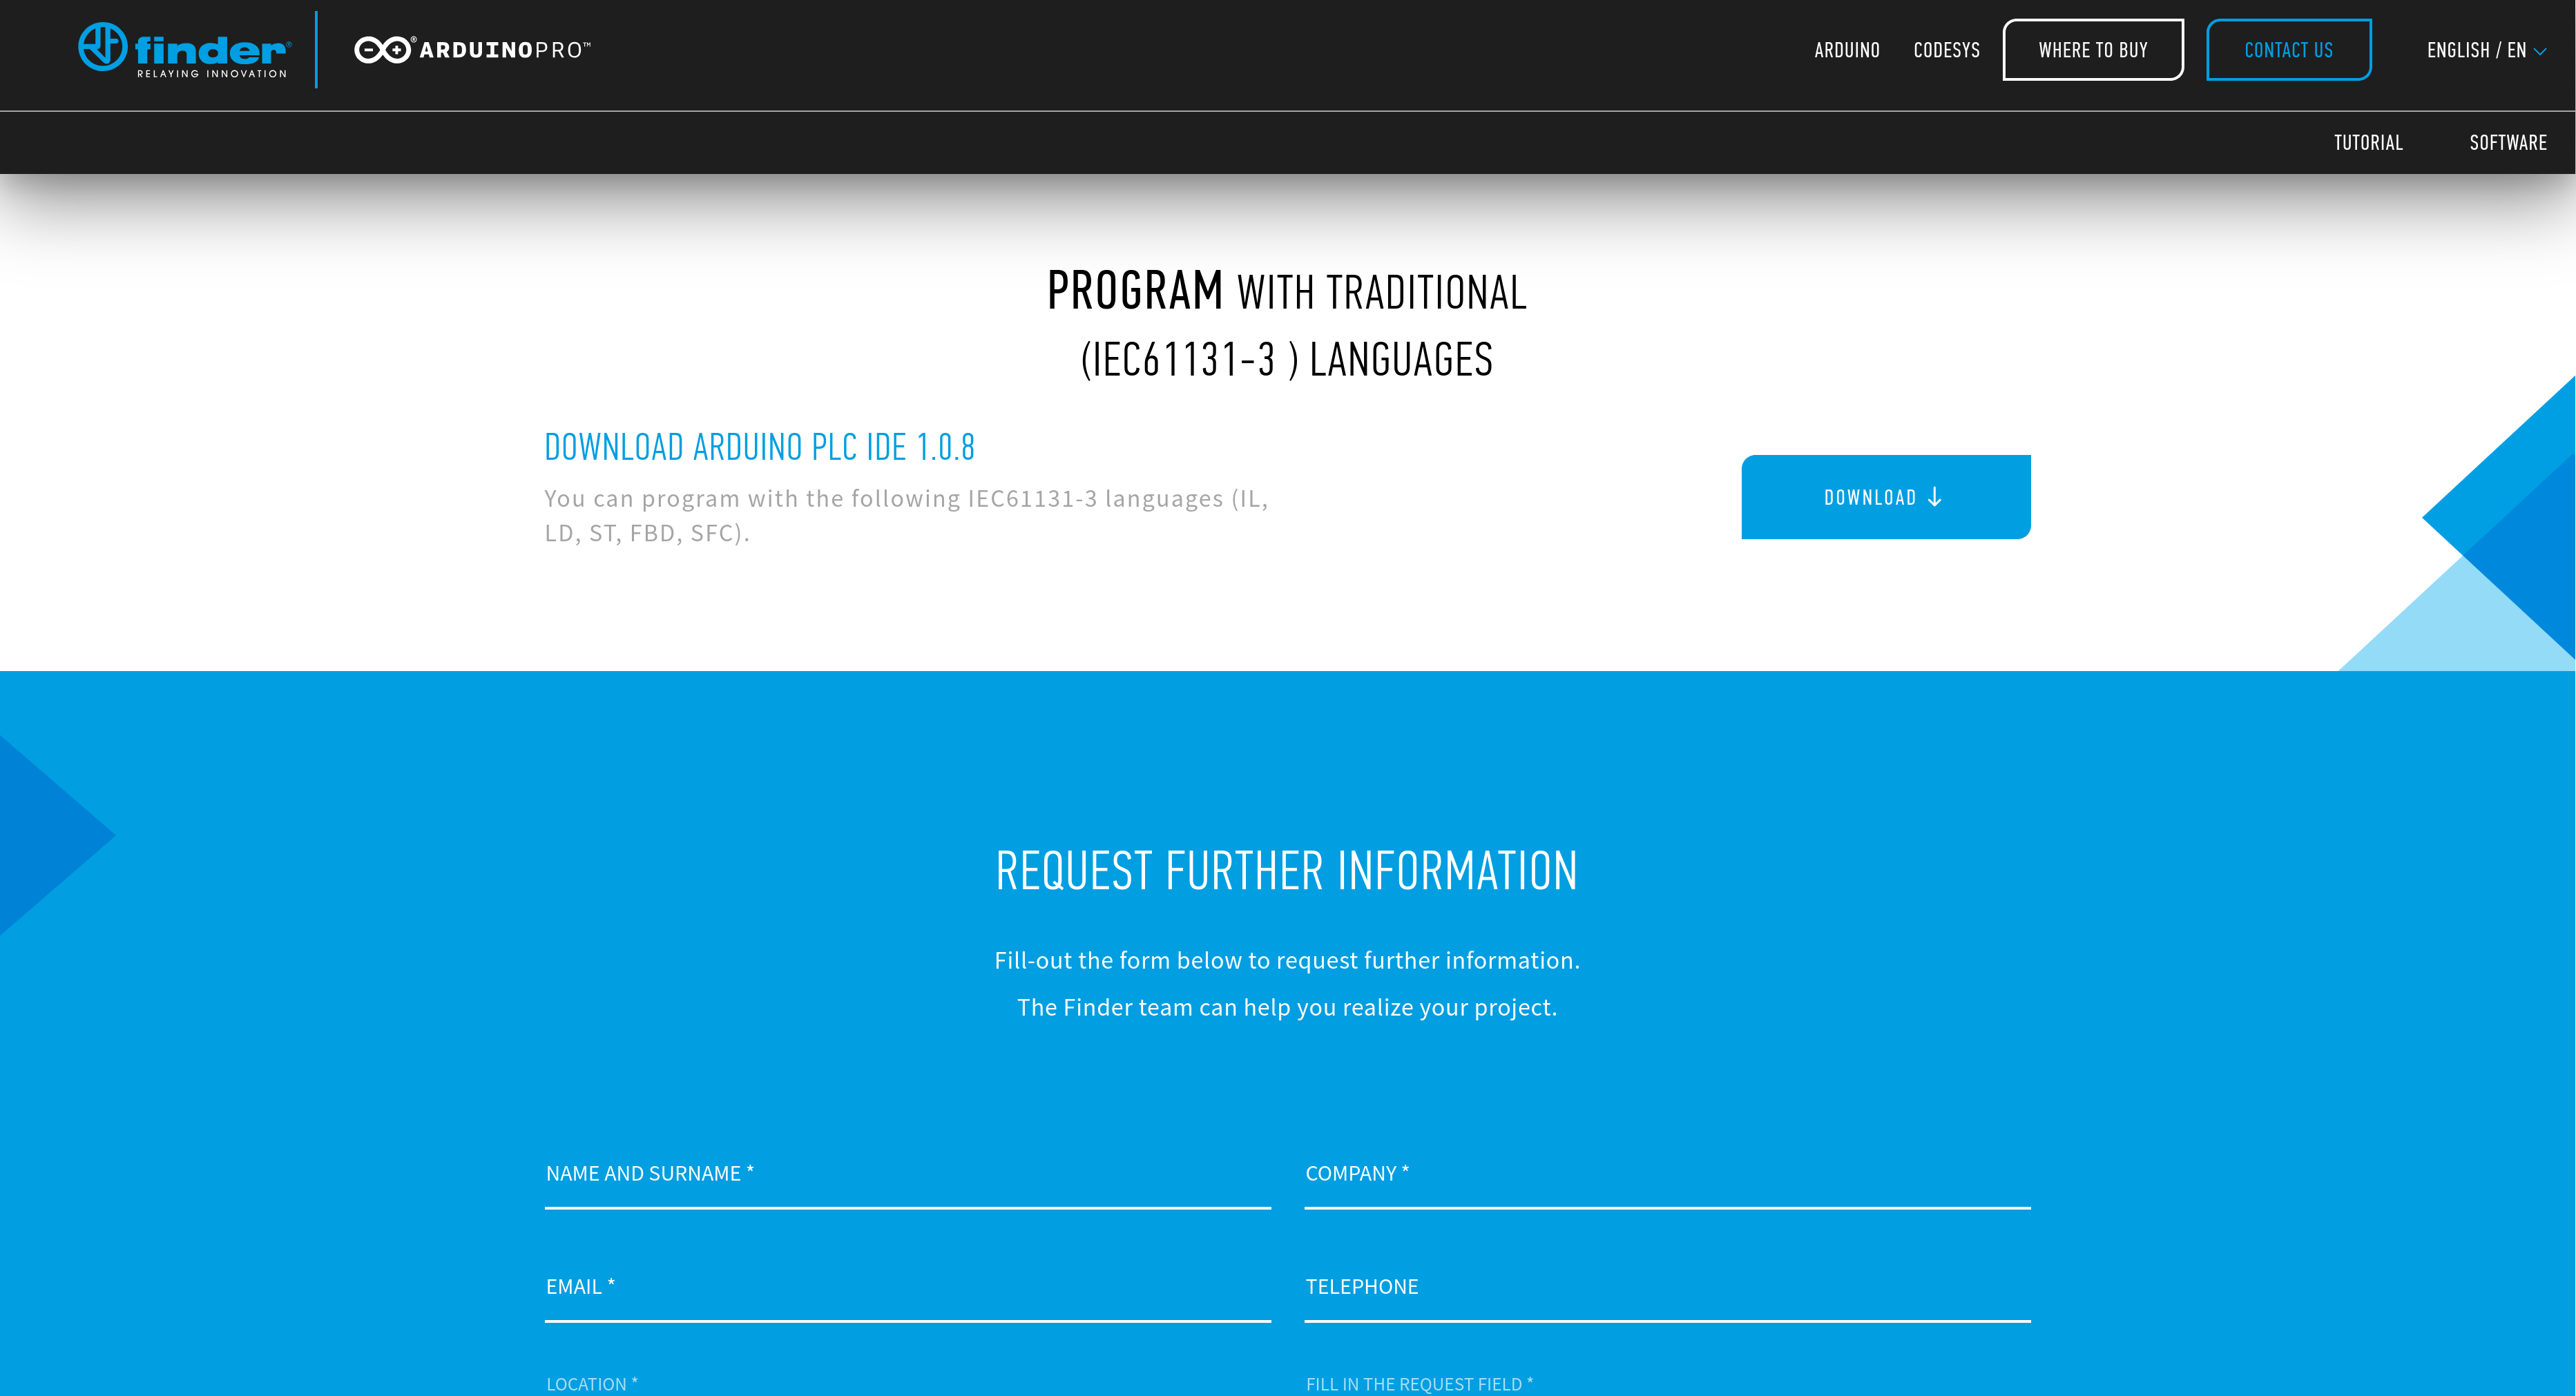 finder®
RELAYING INNOVATION
® ARDUINOPRO™
ARDUINO
CODESYS
WHERE TO BUY
CONTACT US
ENGLISH / EN
TUTORIAL
SOFTWARE
PROGRAM WITH TRADITIONAL
(IEC61131-3 ) LANGUAGES
DOWNLOAD ARDUINO PLC IDE 1.0.8
You can program with the following IEC61131-3 languages (IL,
LD, ST, FBD, SFC).
DOWNLOAD
REQUEST FURTHER INFORMATION
Fill-out the form below to request further information.
The Finder team can help you realize your project.
NAME AND SURNAME *
COMPANY *
EMAIL *
TELEPHONE
LOCATION *
FILL IN THE REQUEST FIELD *